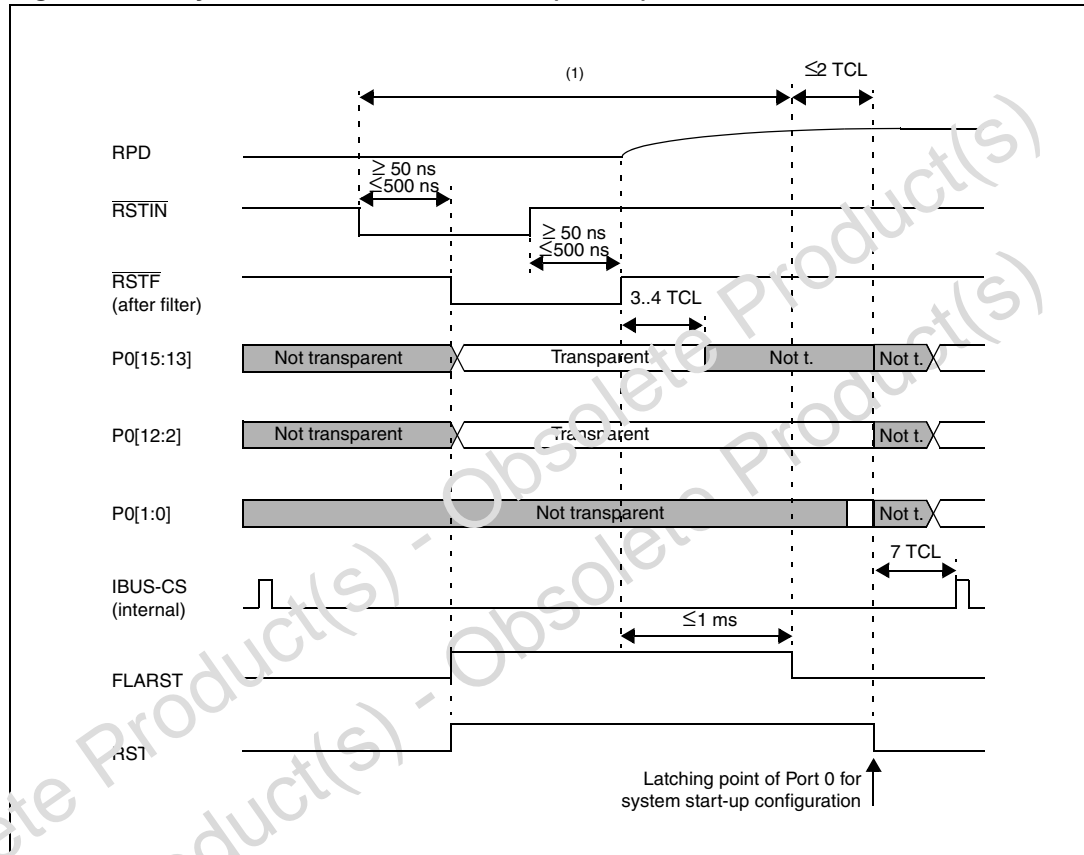 (1)
≤2 TCL
RPD
≥ 50 ns
≤500 ns
RSTIN
≥ 50 ns
≤500 ns
RSTF
(after filter)
3..4 TCL
P0[15:13]
Not transparent
Transparent
Not t.
Not t.
P0[12:2]
Not transparent
Transparent
Not t.
P0[1:0]
Not transparent
Not t.
7 TCL
IBUS-CS
(internal)
≤1 ms
FLARST
RST
Latching point of Port 0 for
system start-up configuration
Obsolete Product(s) - Obsolete Product(s)
Obsolete Product(s) - Obsolete Product(s)